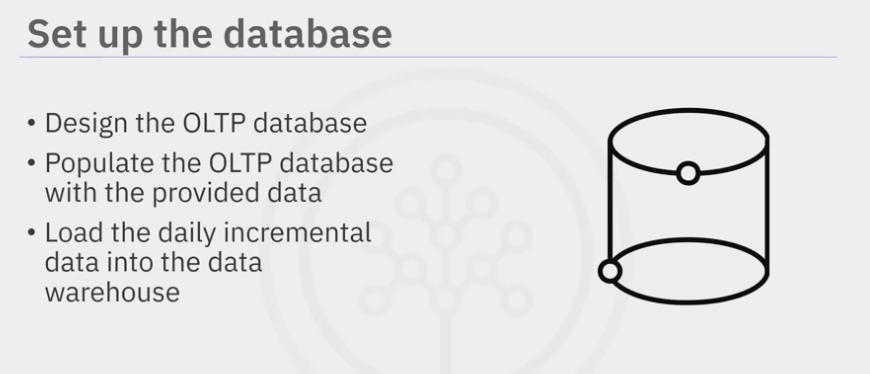 Set up the database
• Design the OLTP database
• Populate the OLTP database
with the provided data
• Load the daily incremental
data into the data
warehouse